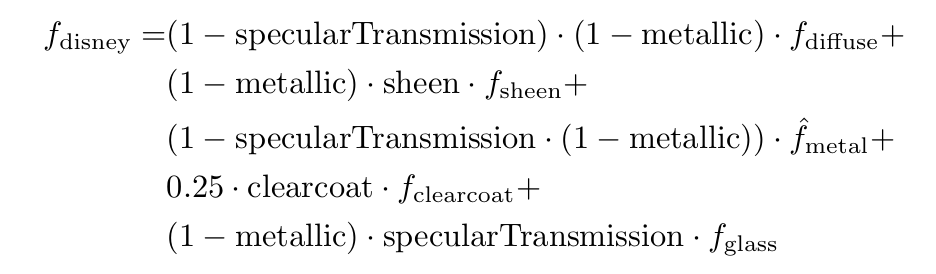 f_disney =(1 − specularTransmission) · (1 − metallic) · f_diffuse+
(1 − metallic) · sheen · f_sheen+
(1 − specularTransmission · (1 − metallic)) · f̂_metal+
0.25 · clearcoat · f_clearcoat+
(1 − metallic) · specularTransmission · f_glass